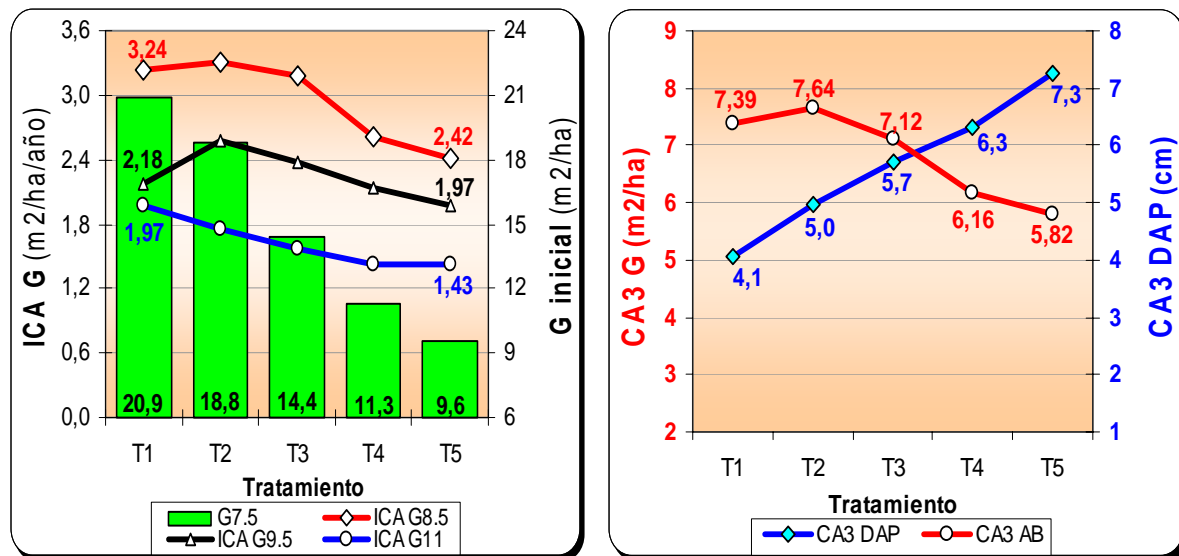 3,6
3,0
2,4
1,8
1,2
0,6
0,0
ICA G (m2/ha/año)
24
21
18
15
12
9
6
G inicial (m2/ha)
3,24
2,42
2,18
1,97
1,97
1,43
20,9
18,8
14,4
11,3
9,6
T1
T2
T3
T4
T5
Tratamiento
G7.5
ICA G8.5
ICA G9.5
ICA G11
9
8
7
6
5
4
3
2
CA3 G (m2/ha)
8
7
6
5
4
3
2
1
CA3 DAP (cm)
7,39
7,64
7,12
6,16
5,82
4,1
5,0
5,7
6,3
7,3
T1
T2
T3
T4
T5
Tratamiento
CA3 DAP
CA3 AB